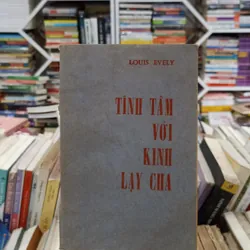 LOUIS EVELY
TĨNH TÂM
VỚI
KINH
LẠY CHA